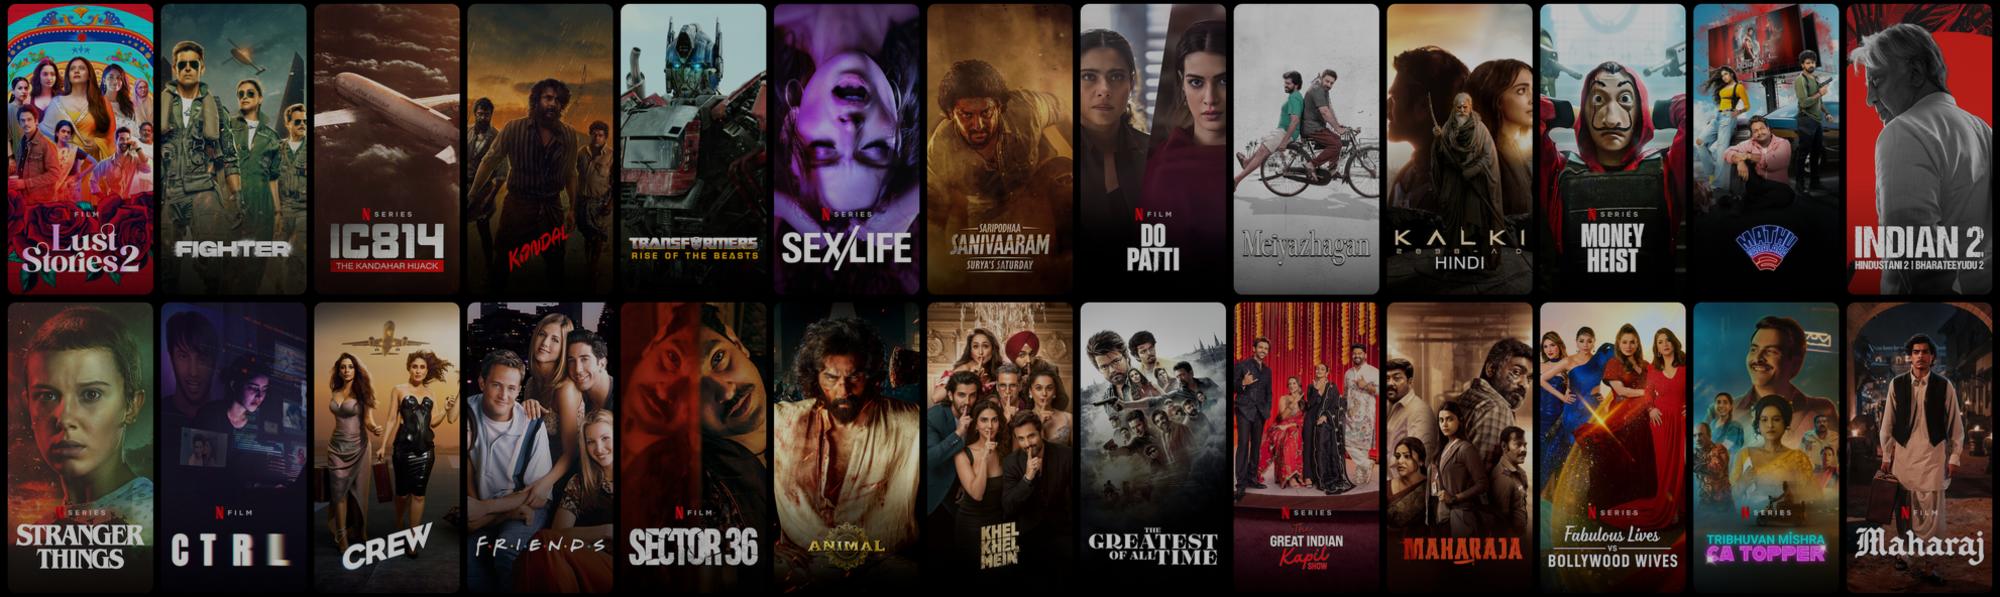 N FILM
Lust
Stories 2
FIGHTER
N SERIES
IC814
THE KANDAHAR HIJACK
KONDAL
TRANSFORMERS
RISE OF THE BEASTS
N SERIES
SEX/LIFE
SARIPODHAA
SANIVAARAM
SURYA'S SATURDAY
N FILM
DO
PATTI
Meiyazhagan
KALKI
2898-AD
HINDI
N SERIES
MONEY
HEIST
MATHU
INDIAN 2
HINDUSTANI 2 | BHARATEEYUDU 2
N SERIES
STRANGER
THINGS
N FILM
CTRL
CREW
F·R·I·E·N·D·S
N FILM
SECTOR 36
ANIMAL
KHEL
KHEL
MEIN
THE
GREATEST
OF ALL TIME
N SERIES
The
GREAT INDIAN
Kapil
SHOW
MAHARAJA
N SERIES
Fabulous Lives
VS
BOLLYWOOD WIVES
N SERIES
TRIBHUVAN MISHRA
CA TOPPER
N FILM
Maharaj